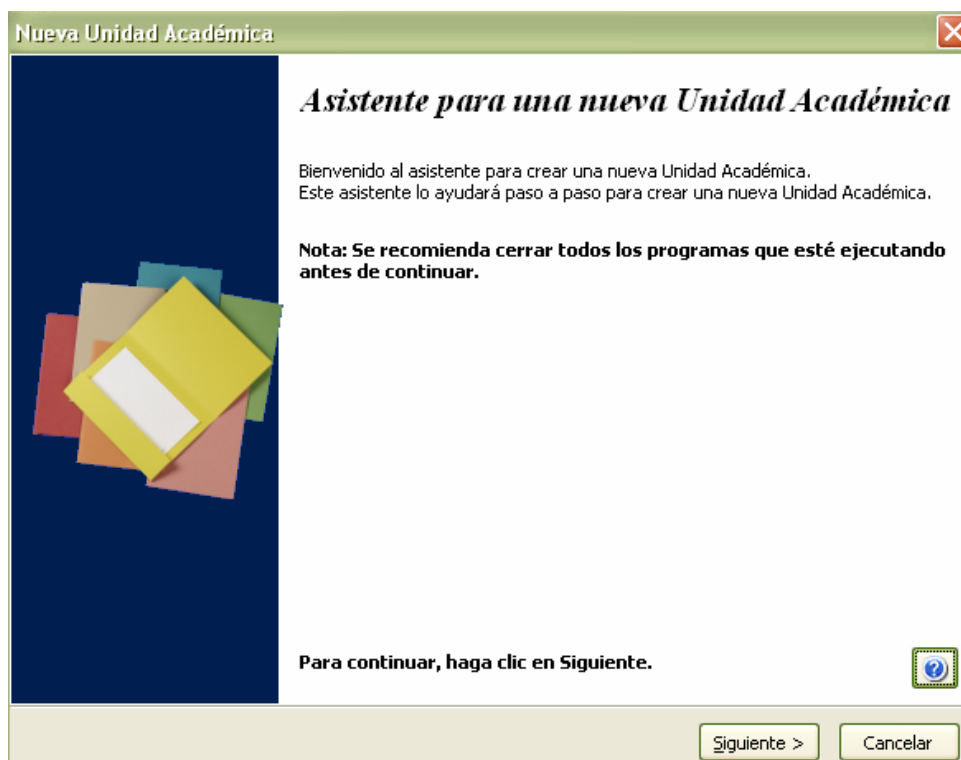 Nueva Unidad Académica
Asistente para una nueva Unidad Académica
Bienvenido al asistente para crear una nueva Unidad Académica.
Este asistente lo ayudará paso a paso para crear una nueva Unidad Académica.
Nota: Se recomienda cerrar todos los programas que esté ejecutando
antes de continuar.
Para continuar, haga clic en Siguiente.
?
Siguiente >
Cancelar